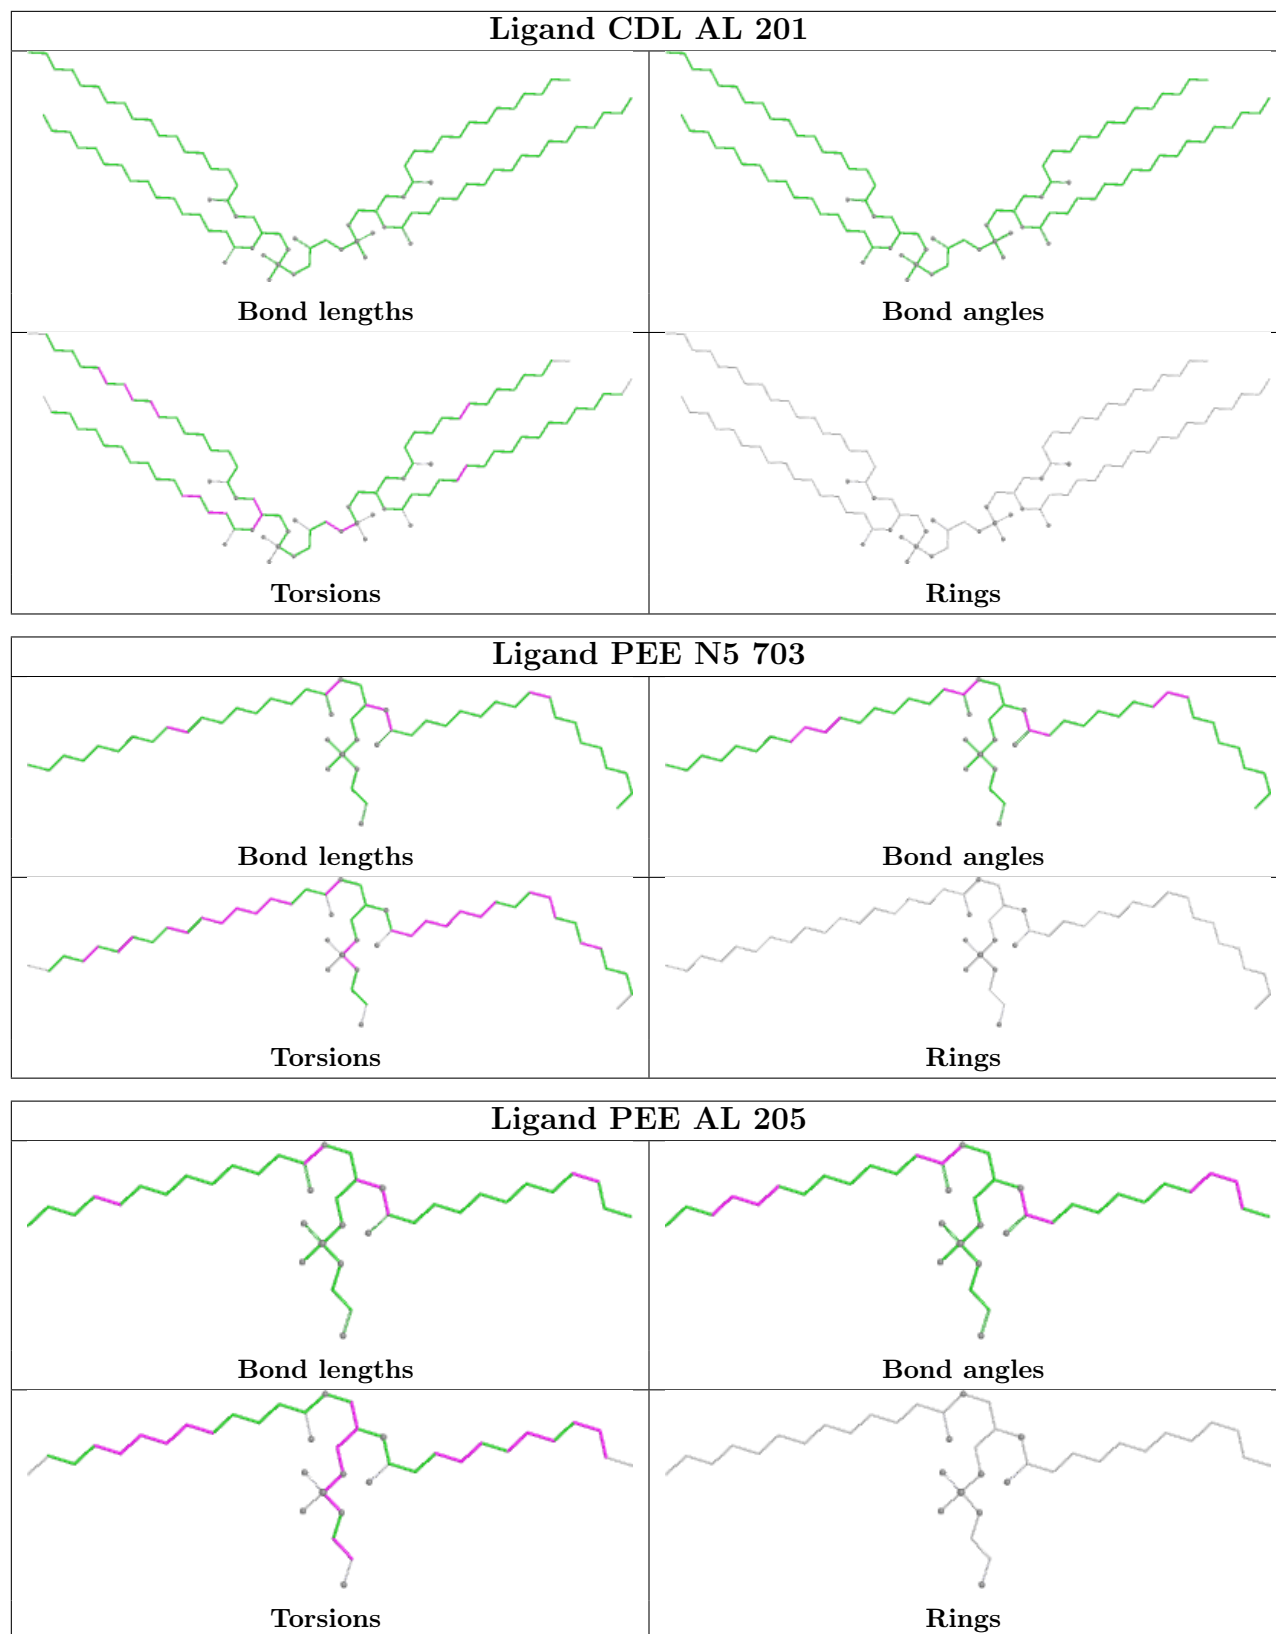 Ligand CDL AL 201
Bond lengths
Bond angles
Torsions
Rings
Ligand PEE N5 703
Bond lengths
Bond angles
Torsions
Rings
Ligand PEE AL 205
Bond lengths
Bond angles
Torsions
Rings